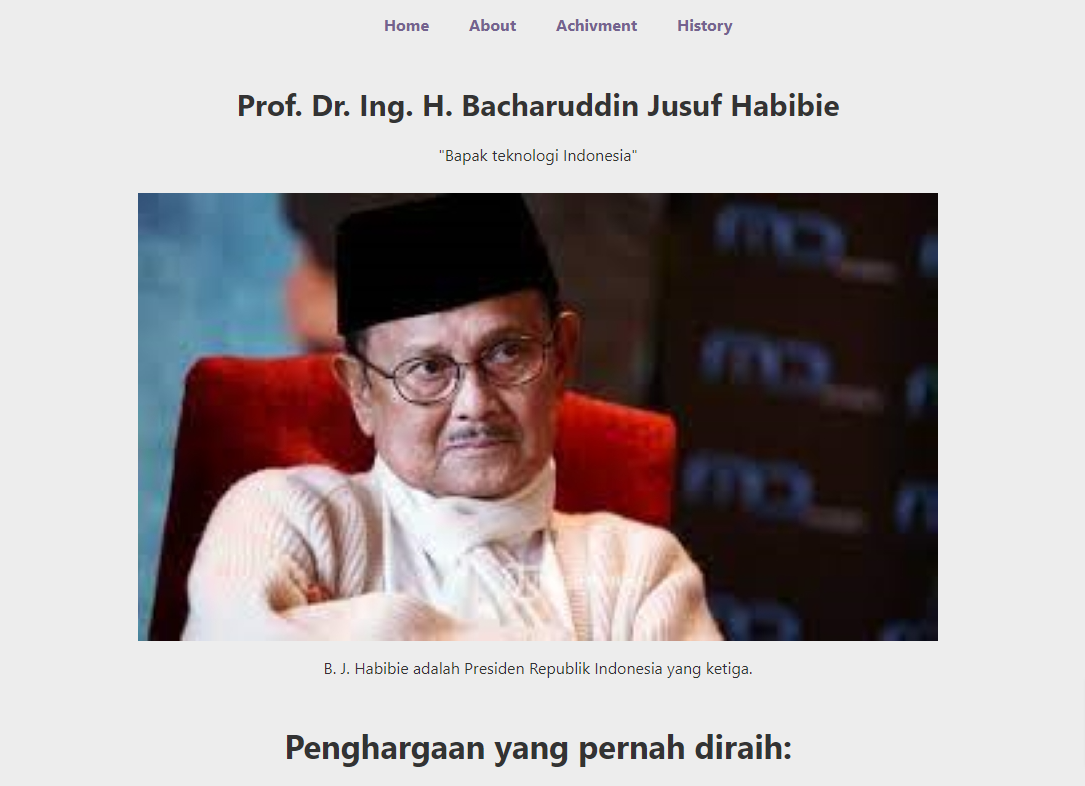 Home About Achivment History
Prof. Dr. Ing. H. Bacharuddin Jusuf Habibie
"Bapak teknologi Indonesia"
B. J. Habibie adalah Presiden Republik Indonesia yang ketiga.
Penghargaan yang pernah diraih: